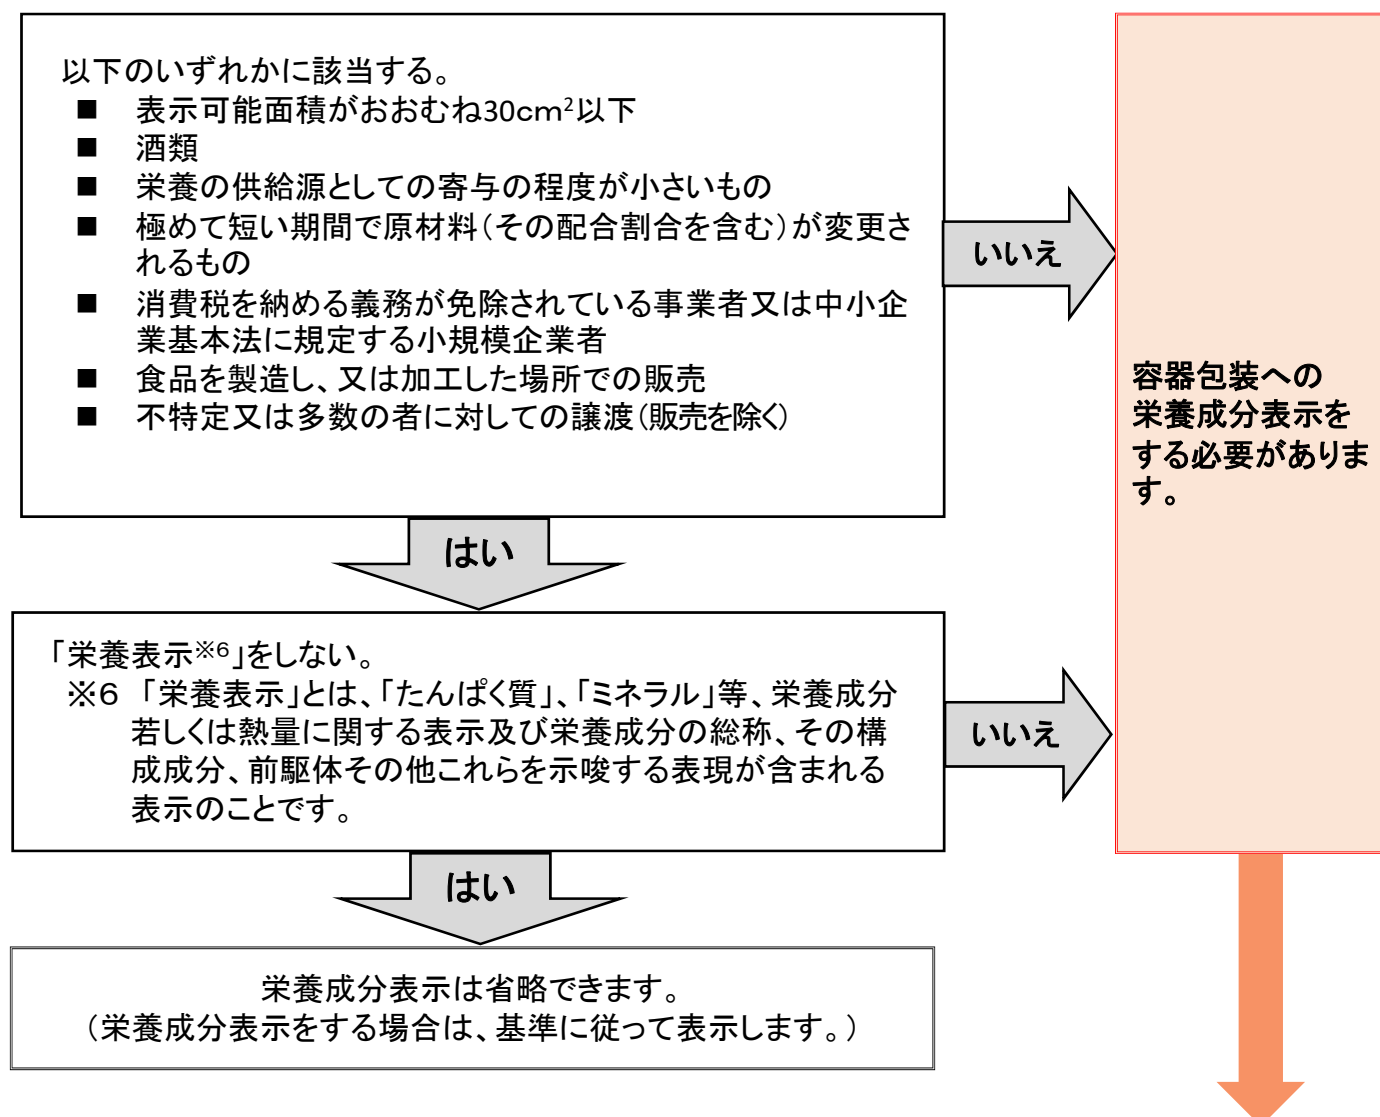 以下のいずれかに該当する。
■ 表示可能面積がおおむね30cm²以下
■ 酒類
■ 栄養の供給源としての寄与の程度が小さいもの
■ 極めて短い期間で原材料（その配合割合を含む）が変更さ
れるもの
■ 消費税を納める義務が免除されている事業者又は中小企
業基本法に規定する小規模企業者
■ 食品を製造し、又は加工した場所での販売
■ 不特定又は多数の者に対しての譲渡（販売を除く）
いいえ
はい
容器包装への
栄養成分表示を
する必要がありま
す。
「栄養表示※6」をしない。
※6 「栄養表示」とは、「たんぱく質」、「ミネラル」等、栄養成分
若しくは熱量に関する表示及び栄養成分の総称、その構
成成分、前駆体その他これらを示唆する表現が含まれる
表示のことです。
いいえ
はい
栄養成分表示は省略できます。
（栄養成分表示をする場合は、基準に従って表示します。）